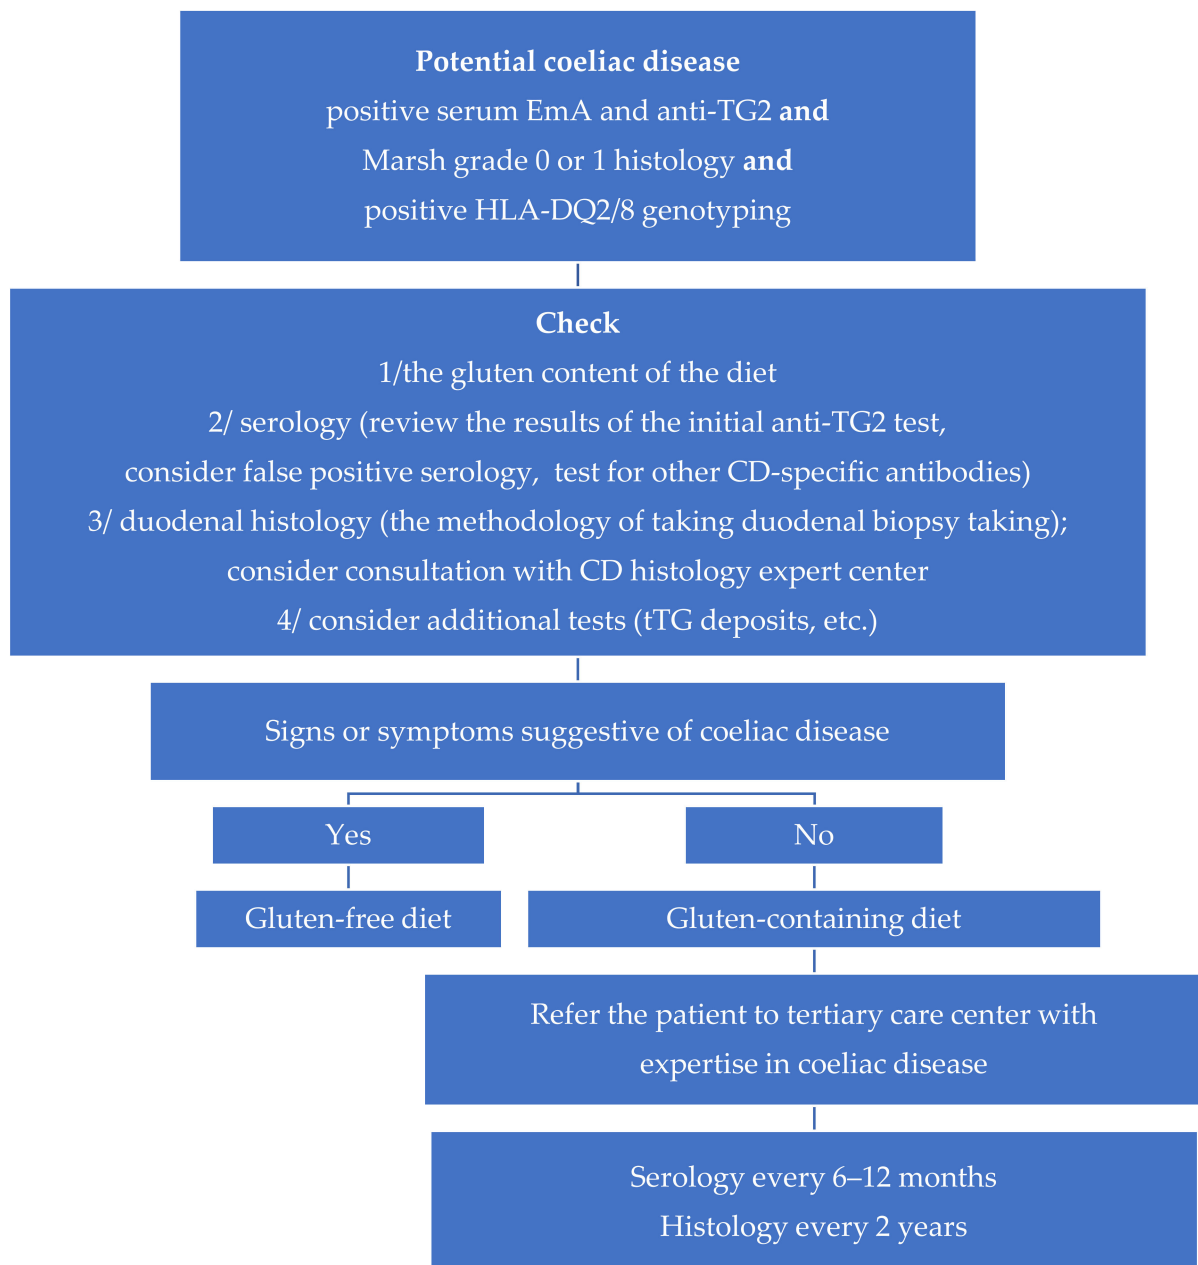 Potential coeliac disease
positive serum EmA and anti-TG2 and
Marsh grade 0 or 1 histology and
positive HLA-DQ2/8 genotyping
Check
1/the gluten content of the diet
2/ serology (review the results of the initial anti-TG2 test,
consider false positive serology, test for other CD-specific antibodies)
3/ duodenal histology (the methodology of taking duodenal biopsy taking);
consider consultation with CD histology expert center
4/ consider additional tests (tTG deposits, etc.)
Signs or symptoms suggestive of coeliac disease
Yes
No
Gluten-free diet
Gluten-containing diet
Refer the patient to tertiary care center with
expertise in coeliac disease
Serology every 6–12 months
Histology every 2 years